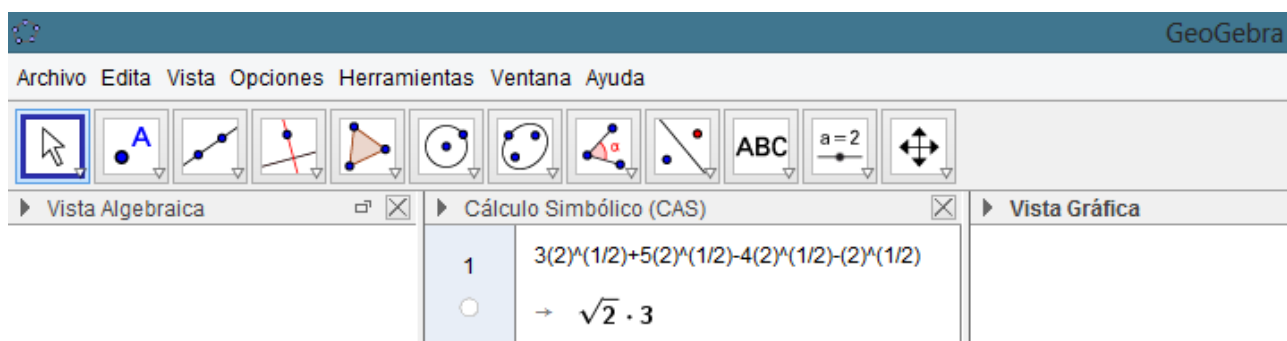 GeoGebra
Archivo Edita Vista Opciones Herramientas Ventana Ayuda
A
α
ABC
a=2
Vista Algebraica
Cálculo Simbólico (CAS)
Vista Gráfica
1
3(2)^(1/2)+5(2)^(1/2)-4(2)^(1/2)-(2)^(1/2)
→ √2 · 3